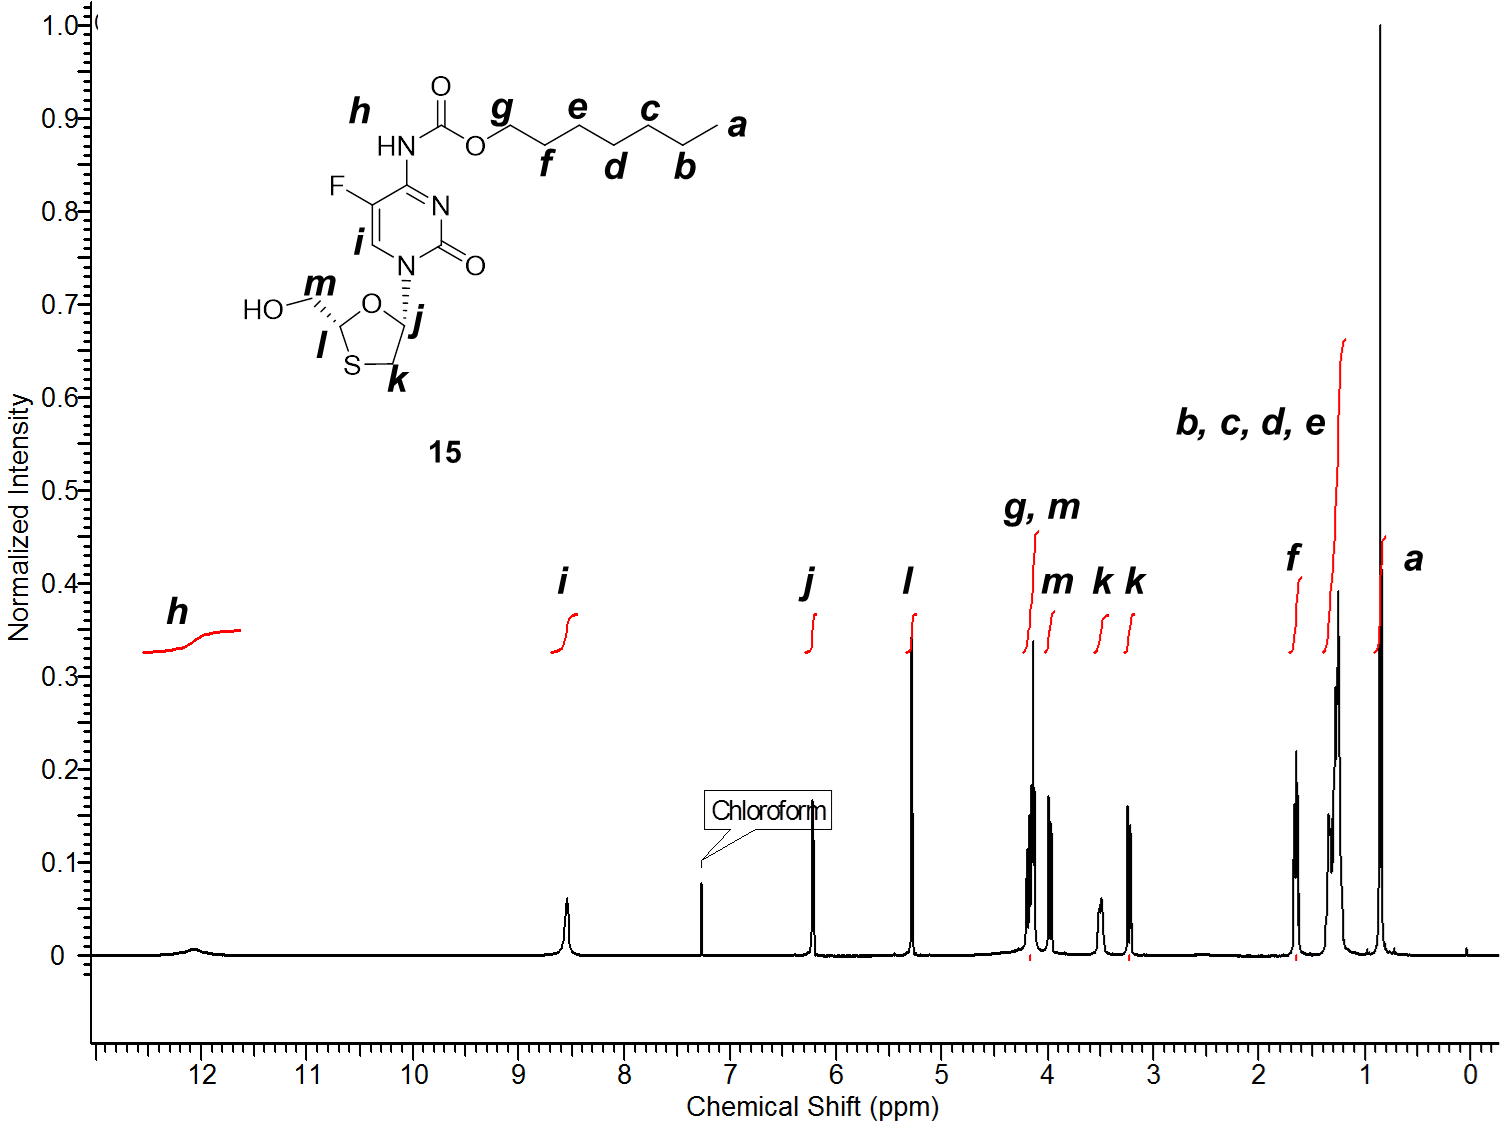 1.0
0.9
0.8
0.7
0.6
0.5
0.4
0.3
0.2
0.1
0
Normalized Intensity
O
h
g
e
c
a
HN
O
f
d
b
F
N
i
N
O
m
HO
O
j
l
S
k
15
b, c, d, e
g, m
h
i
j
l
m
k
k
f
a
Chloroform
12 11 10 9 8 7 6 5 4 3 2 1 0
Chemical Shift (ppm)